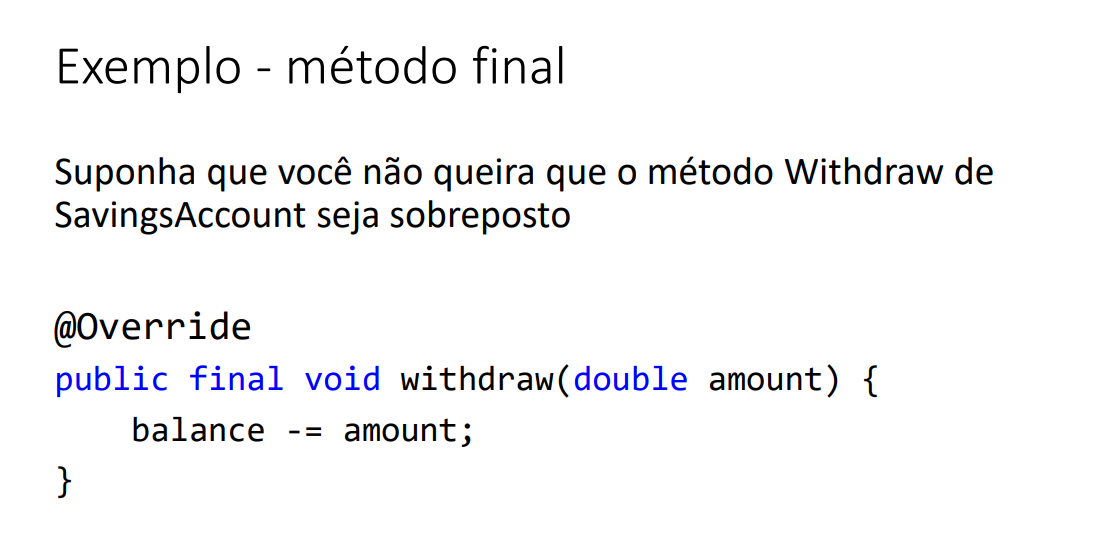 Exemplo - método final
Suponha que você não queira que o método Withdraw de
SavingsAccount seja sobreposto
@Override
public final void withdraw(double amount) {
    balance -= amount;
}